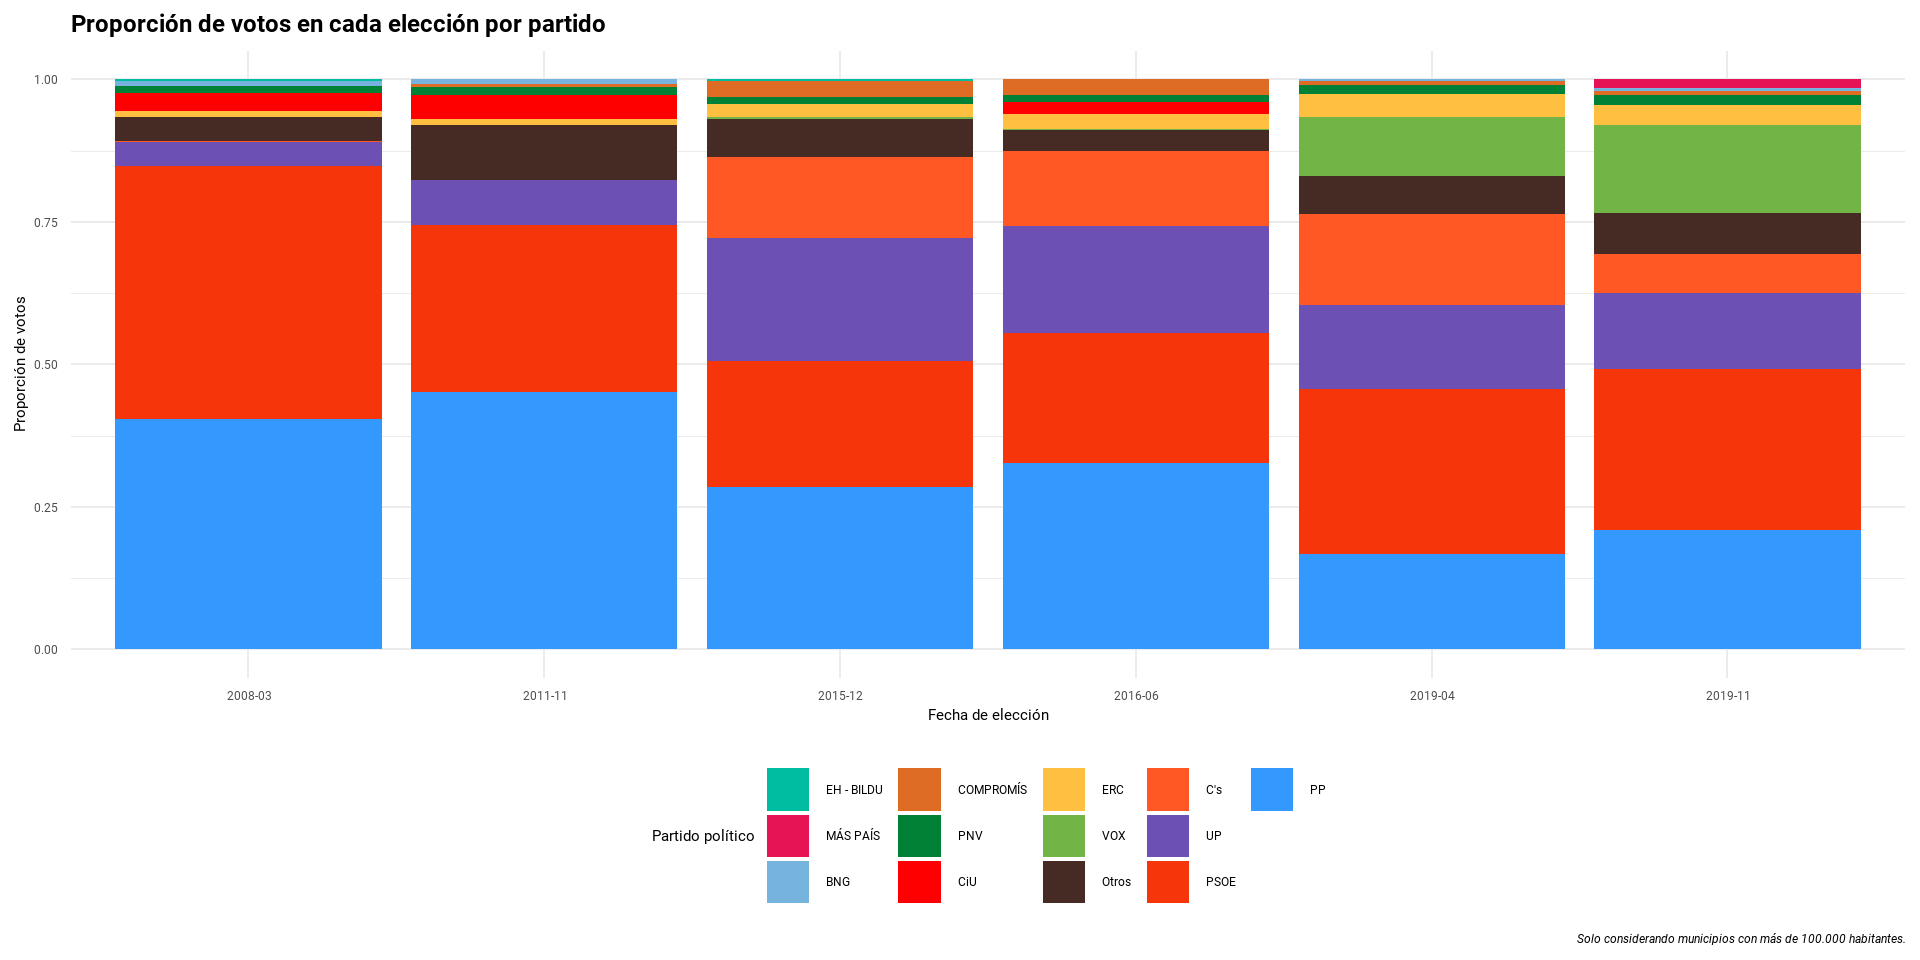 Proporción de votos en cada elección por partido
Proporción de votos
1.00
0.75
0.50
0.25
0.00
2008-03 2011-11 2015-12 2016-06 2019-04 2019-11
Fecha de elección
Partido político
EH - BILDU COMPROMÍS ERC C's PP
MÁS PAÍS PNV VOX UP
BNG CiU Otros PSOE
Solo considerando municipios con más de 100.000 habitantes.